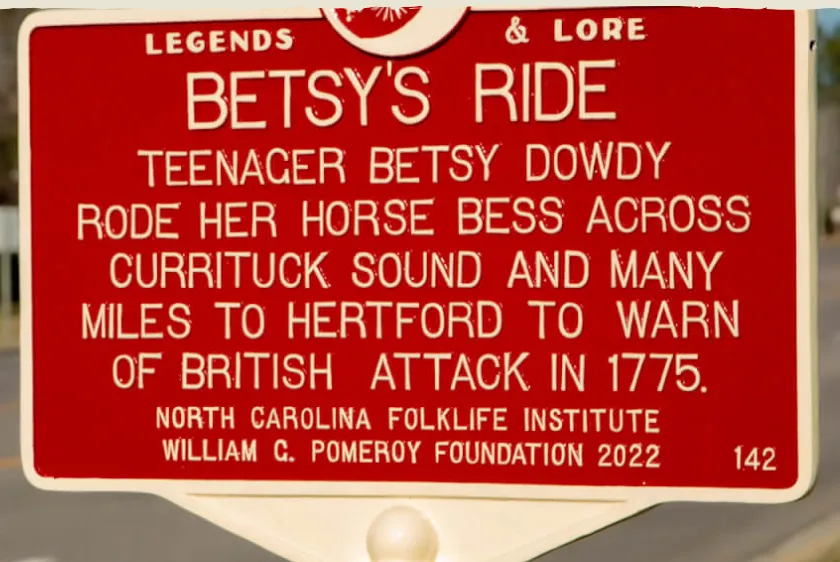 LEGENDS & LORE
BETSY'S RIDE
TEENAGER BETSY DOWDY
RODE HER HORSE BESS ACROSS
CURRITUCK SOUND AND MANY
MILES TO HERTFORD TO WARN
OF BRITISH ATTACK IN 1775.
NORTH CAROLINA FOLKLIFE INSTITUTE
WILLIAM G. POMEROY FOUNDATION 2022 142